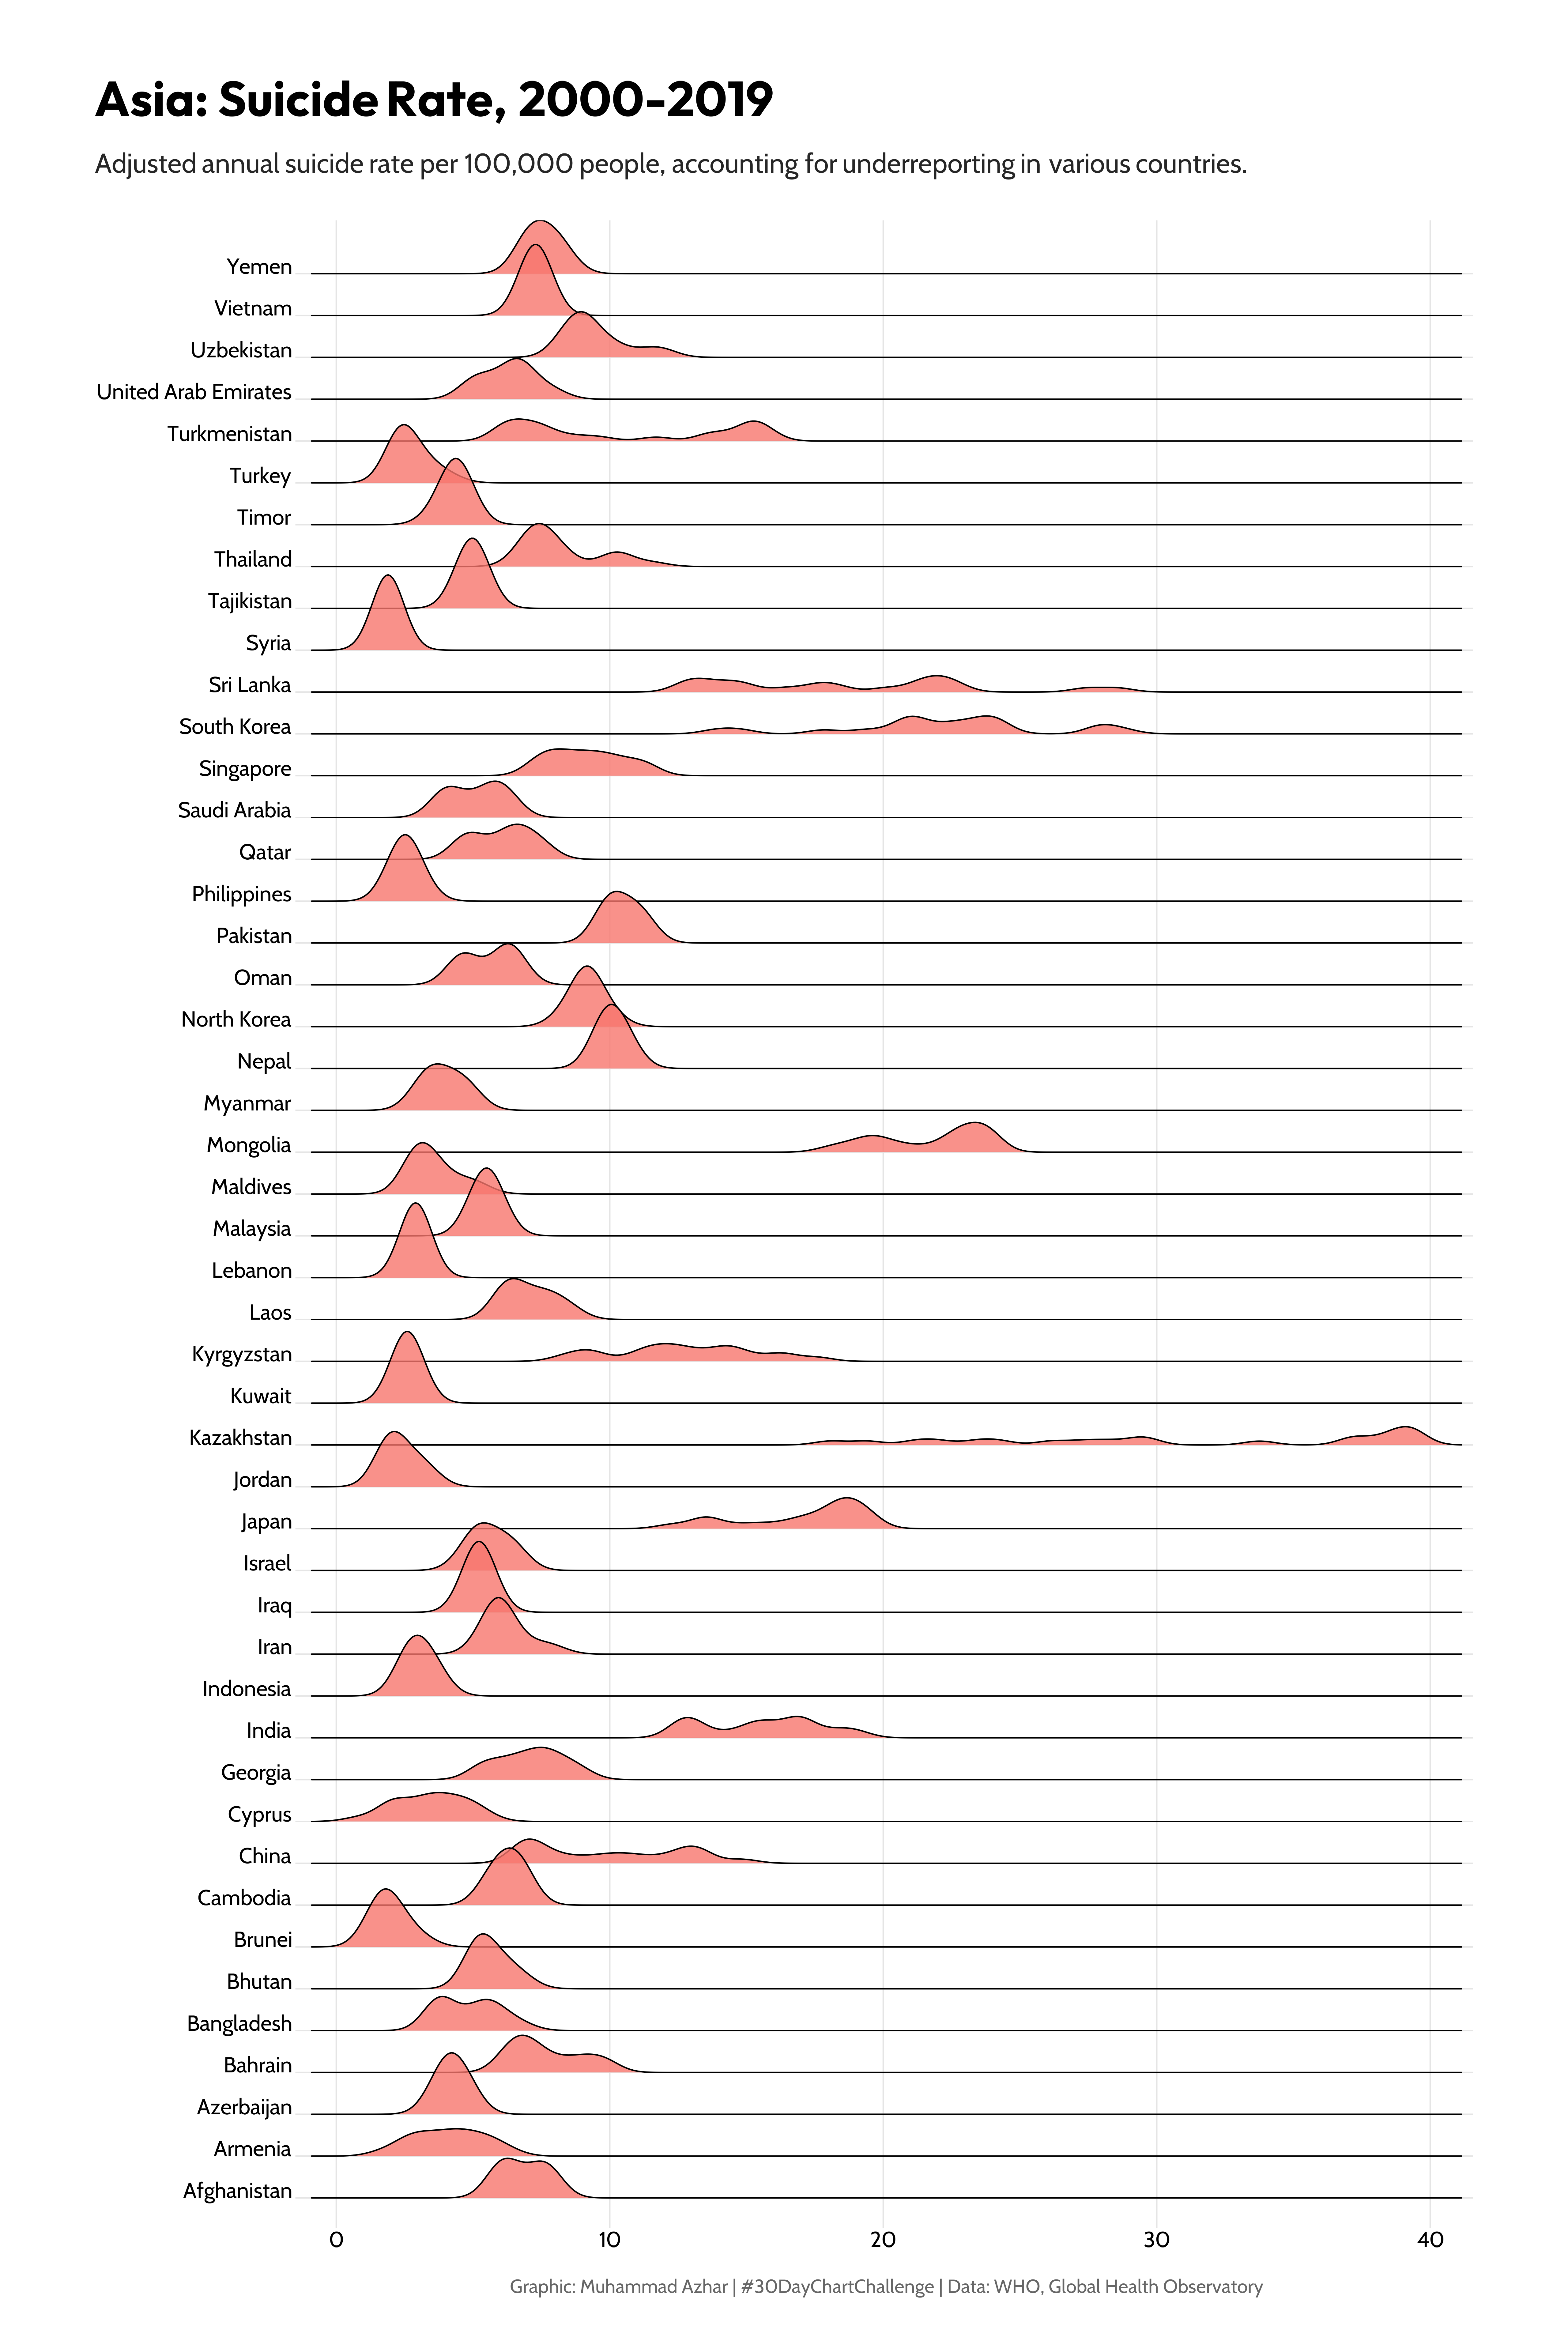 Asia: Suicide Rate, 2000-2019
Adjusted annual suicide rate per 100,000 people, accounting for underreporting in various countries.
Yemen
Vietnam
Uzbekistan
United Arab Emirates
Turkmenistan
Turkey
Timor
Thailand
Tajikistan
Syria
Sri Lanka
South Korea
Singapore
Saudi Arabia
Qatar
Philippines
Pakistan
Oman
North Korea
Nepal
Myanmar
Mongolia
Maldives
Malaysia
Lebanon
Laos
Kyrgyzstan
Kuwait
Kazakhstan
Jordan
Japan
Israel
Iraq
Iran
Indonesia
India
Georgia
Cyprus
China
Cambodia
Brunei
Bhutan
Bangladesh
Bahrain
Azerbaijan
Armenia
Afghanistan
0 10 20 30 40
Graphic: Muhammad Azhar | #30DayChartChallenge | Data: WHO, Global Health Observatory